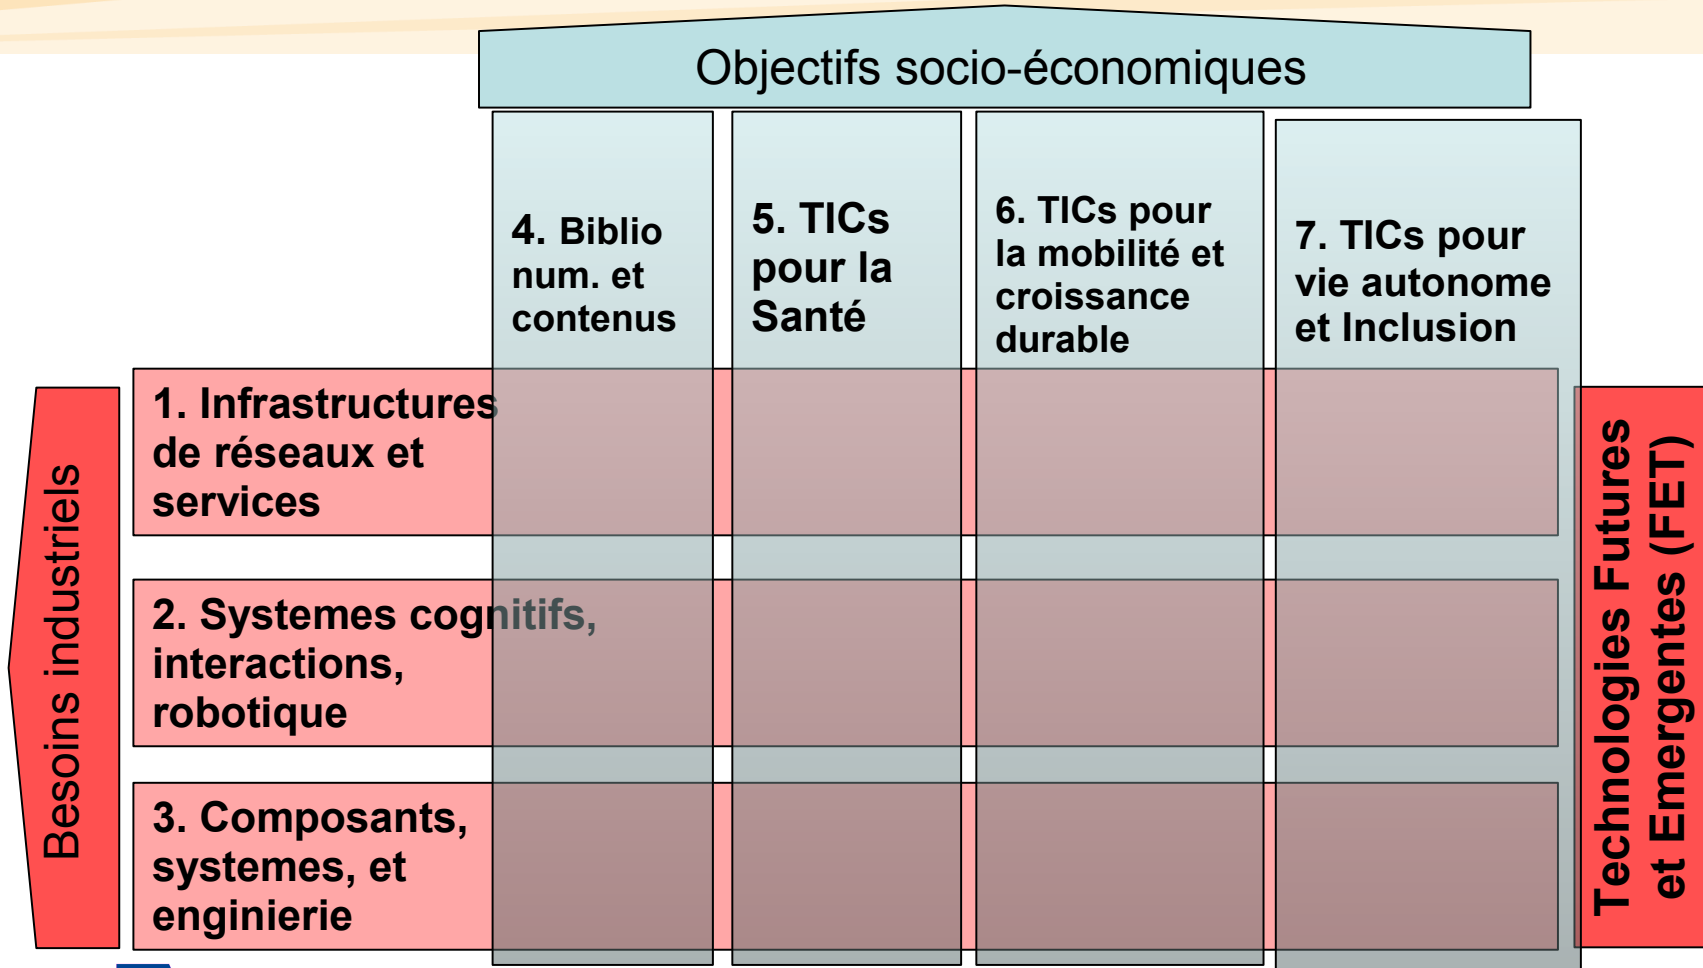 Objectifs socio-économiques
4. Biblio
num. et
contenus
5. TICs
pour la
Santé
6. TICs pour
la mobilité et
croissance
durable
7. TICs pour
vie autonome
et Inclusion
Besoins industriels
1. Infrastructures
de réseaux et
services
2. Systemes cognitifs,
interactions,
robotique
3. Composants,
systemes, et
enginierie
Technologies Futures
et Emergentes (FET)